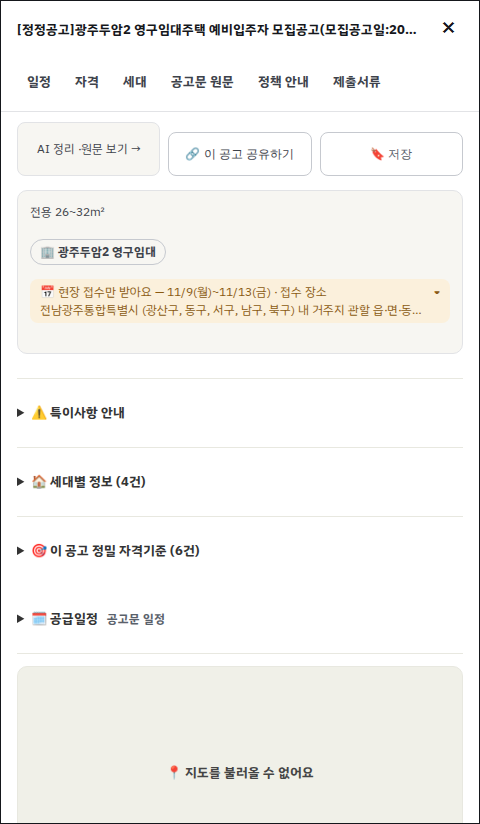 [정정공고]광주두암2 영구임대주택 예비입주자 모집공고(모집공고일:20...
일정 자격 세대 공고문 원문 정책 안내 제출서류
AI 정리 ·원문 보기 → 🔗 이 공고 공유하기 🔖 저장
전용 26~32m²
🏢 광주두암2 영구임대
📅 현장 접수만 받아요 — 11/9(월)~11/13(금) · 접수 장소
전남광주통합특별시 (광산구, 동구, 서구, 남구, 북구) 내 거주지 관할 읍·면·동...
▶ ⚠️ 특이사항 안내
▶ 🏠 세대별 정보 (4건)
▶ 🎯 이 공고 정밀 자격기준 (6건)
▶ 🗓️ 공급일정 공고문 일정
📍 지도를 불러올 수 없어요